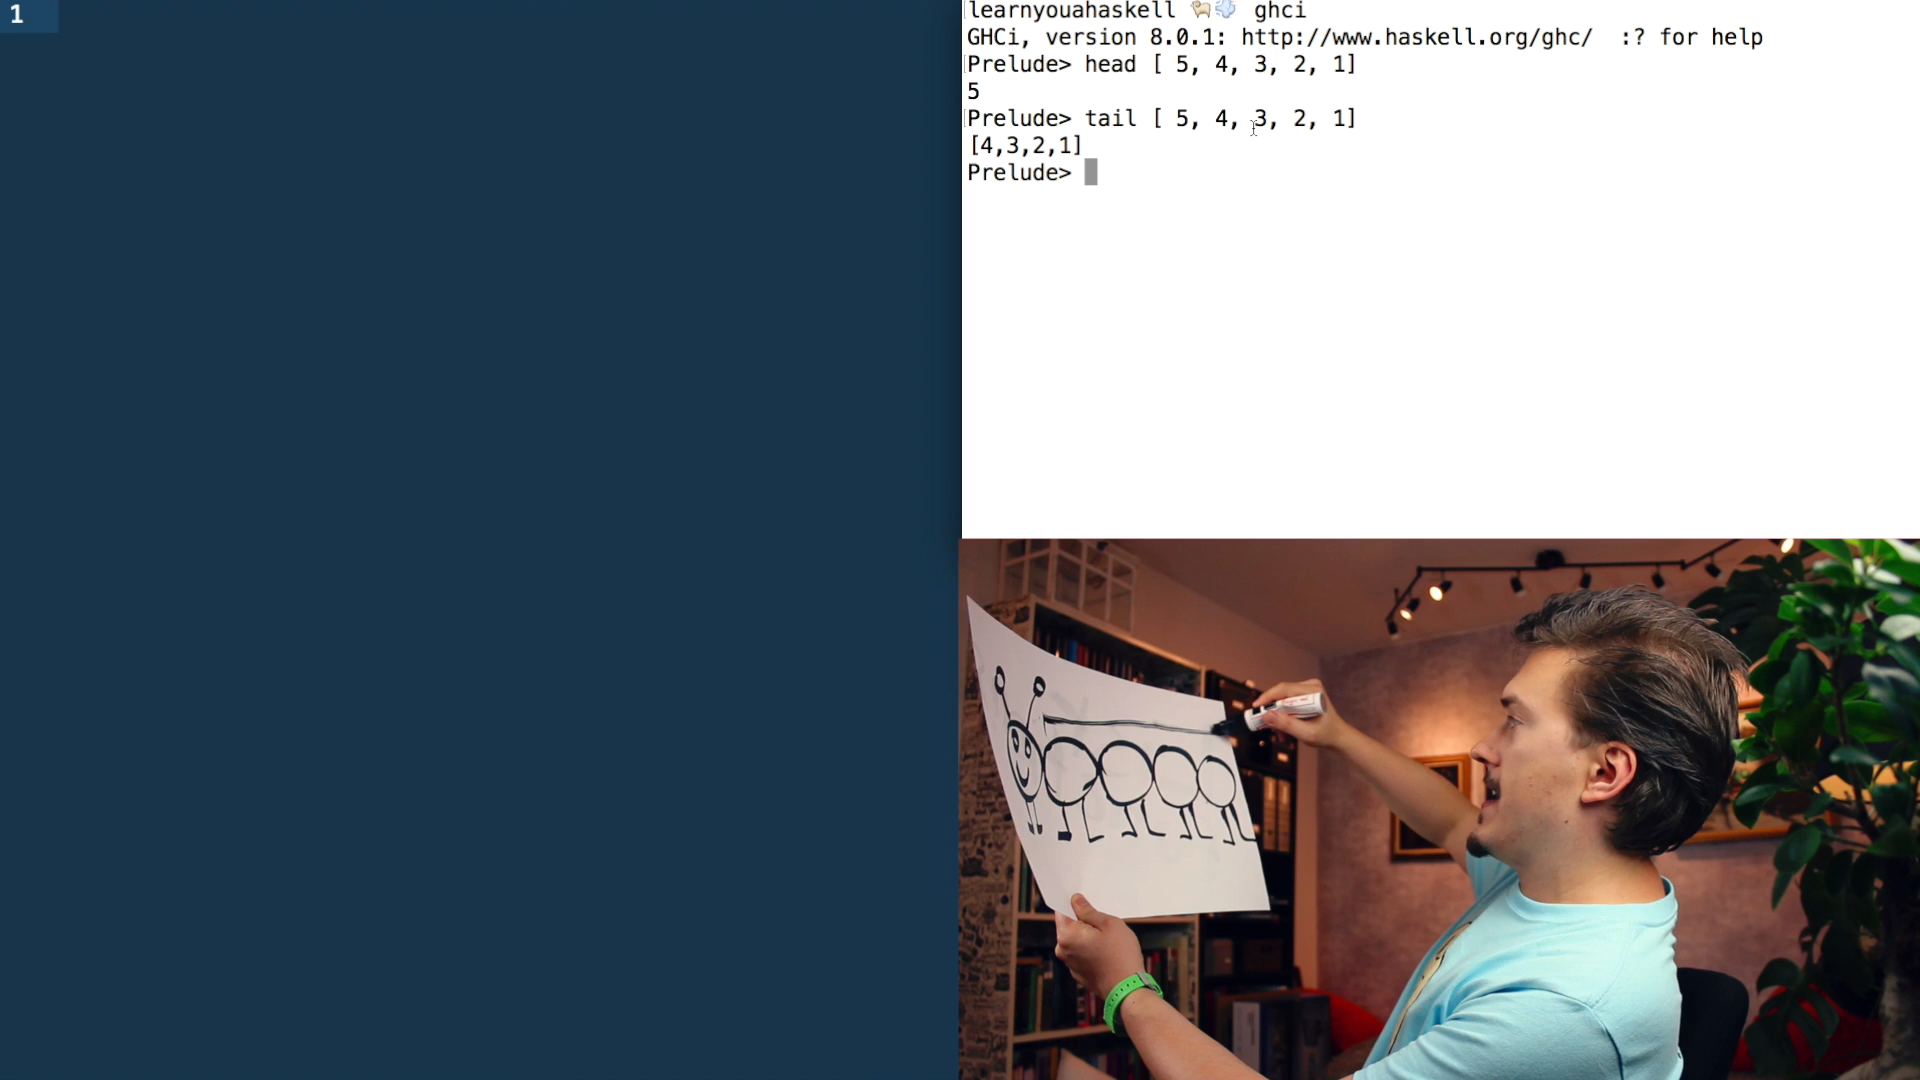 1
learnyouahaskell 🐑💨 ghci
GHCi, version 8.0.1: http://www.haskell.org/ghc/  :? for help
Prelude> head [ 5, 4, 3, 2, 1]
5
Prelude> tail [ 5, 4, 3, 2, 1]
[4,3,2,1]
Prelude>